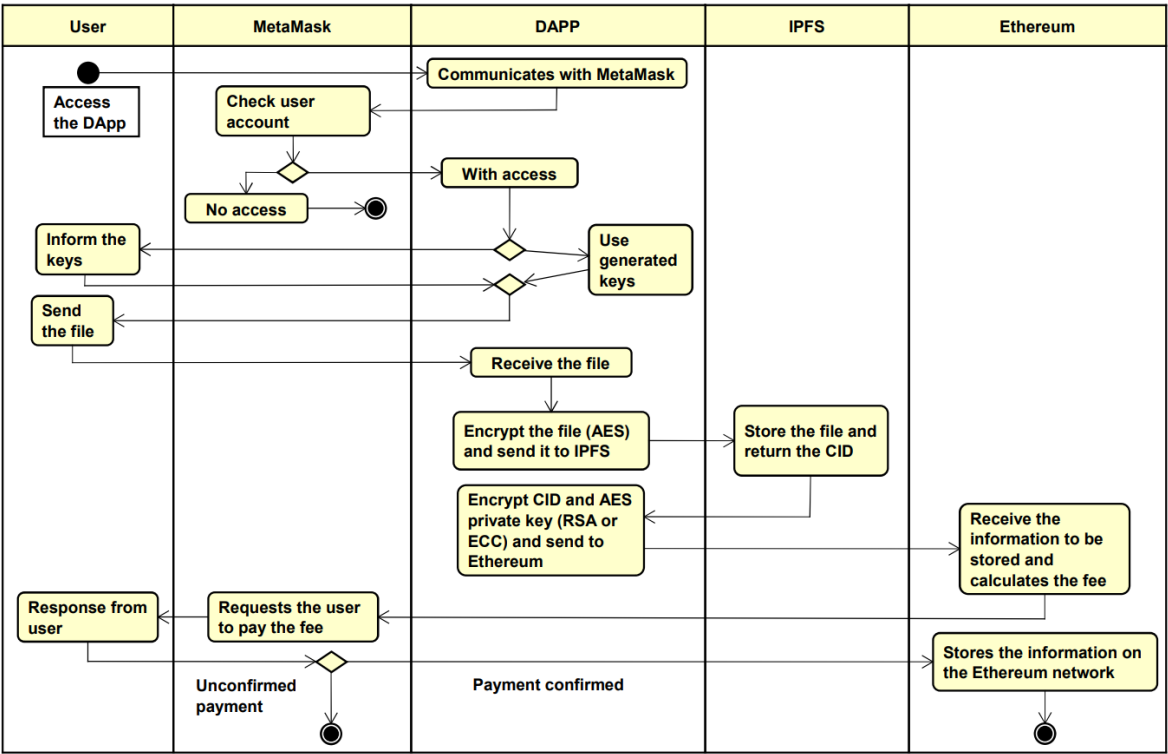 User
MetaMask
DAPP
IPFS
Ethereum
Access
the DApp
Communicates with MetaMask
Check user
account
With access
No access
Inform the
keys
Use
generated
keys
Send
the file
Receive the file
Encrypt the file (AES)
and send it to IPFS
Store the file and
return the CID
Encrypt CID and AES
private key (RSA or
ECC) and send to
Ethereum
Receive the
information to be
stored and
calculates the fee
Response from
user
Requests the user
to pay the fee
Stores the information on
the Ethereum network
Unconfirmed
payment
Payment confirmed